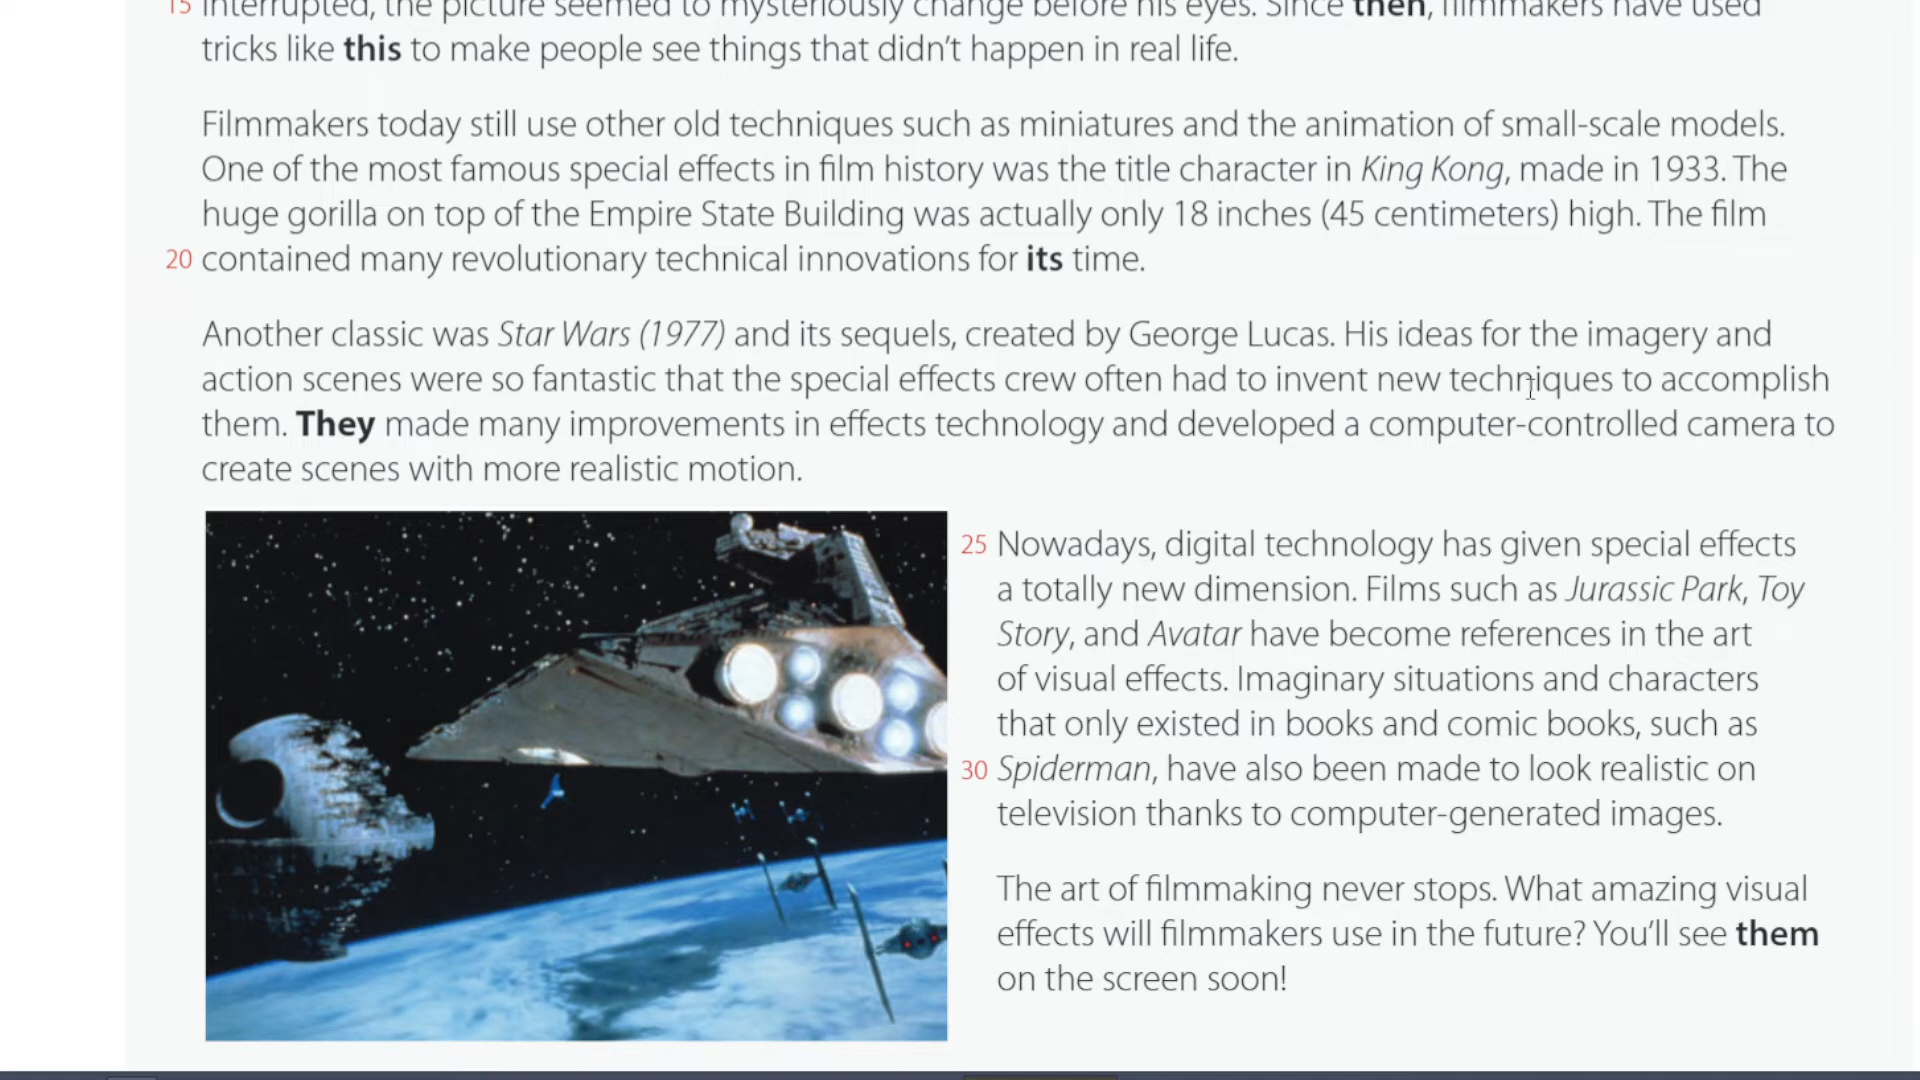 15 interrupted, the picture seemed to mysteriously change before his eyes. Since then, filmmakers have used
tricks like this to make people see things that didn't happen in real life.
Filmmakers today still use other old techniques such as miniatures and the animation of small-scale models.
One of the most famous special effects in film history was the title character in King Kong, made in 1933. The
huge gorilla on top of the Empire State Building was actually only 18 inches (45 centimeters) high. The film
20 contained many revolutionary technical innovations for its time.
Another classic was Star Wars (1977) and its sequels, created by George Lucas. His ideas for the imagery and
action scenes were so fantastic that the special effects crew often had to invent new techniques to accomplish
them. They made many improvements in effects technology and developed a computer-controlled camera to
create scenes with more realistic motion.
25 Nowadays, digital technology has given special effects
a totally new dimension. Films such as Jurassic Park, Toy
Story, and Avatar have become references in the art
of visual effects. Imaginary situations and characters
that only existed in books and comic books, such as
30 Spiderman, have also been made to look realistic on
television thanks to computer-generated images.
The art of filmmaking never stops. What amazing visual
effects will filmmakers use in the future? You'll see them
on the screen soon!